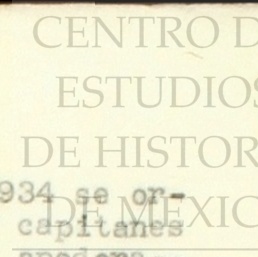 CENTRO D
ESTUDIOS
DE HISTOR
934 se or-
DE MEXIC
capitanes